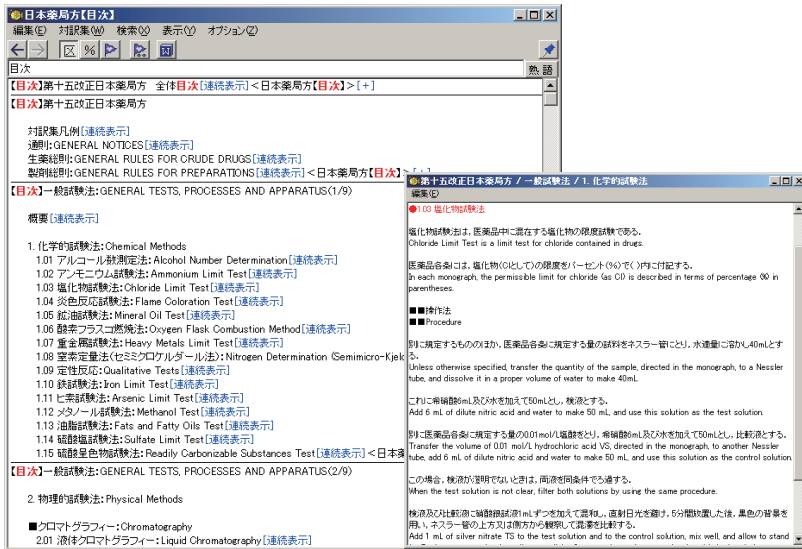 日本薬局方【目次】
編集(E) 対訳集(W) 検索(X) 表示(Y) オプション(Z)
目次
熟 語
【目次】第十五改正日本薬局方 全体目次[連続表示]<日本薬局方【目次】>[+]
【目次】第十五改正日本薬局方
対訳集凡例[連続表示]
通則:GENERAL NOTICES[連続表示]
生薬総則:GENERAL RULES FOR CRUDE DRUGS[連続表示]
製剤総則:GENERAL RULES FOR PREPARATIONS[連続表示]<日本薬局方【目次】>[+]
【目次】一般試験法:GENERAL TESTS, PROCESSES AND APPARATUS(1/9)
概要[連続表示]
1. 化学的試験法:Chemical Methods
1.01 アルコール数測定法:Alcohol Number Determination[連続表示]
1.02 アンモニウム試験法:Ammonium Limit Test[連続表示]
1.03 塩化物試験法:Chloride Limit Test[連続表示]
1.04 炎色反応試験法:Flame Coloration Test[連続表示]
1.05 鉱油試験法:Mineral Oil Test[連続表示]
1.06 酸素フラスコ燃焼法:Oxygen Flask Combustion Method[連続表示]
1.07 重金属試験法:Heavy Metals Limit Test[連続表示]
1.08 窒素定量法(セミミクロケルダール法):Nitrogen Determination (Semimicro-Kjeld
1.09 定性反応:Qualitative Tests[連続表示]
1.10 鉄試験法:Iron Limit Test[連続表示]
1.11 ヒ素試験法:Arsenic Limit Test[連続表示]
1.12 メタノール試験法:Methanol Test[連続表示]
1.13 油脂試験法:Fats and Fatty Oils Test[連続表示]
1.14 硫酸塩試験法:Sulfate Limit Test[連続表示]
1.15 硫酸呈色物試験法:Readily Carbonizable Substances Test[連続表示]<日本薬
【目次】一般試験法:GENERAL TESTS, PROCESSES AND APPARATUS(2/9)
2. 物理的試験法:Physical Methods
■クロマトグラフィー:Chromatography
2.01 液体クロマトグラフィー:Liquid Chromatography[連続表示]
第十五改正日本薬局方 / 一般試験法 / 1. 化学的試験法
編集(E)
●1.03 塩化物試験法
塩化物試験法は, 医薬品中に混在する塩化物の限度試験である.
Chloride Limit Test is a limit test for chloride contained in drugs.
医薬品各条には, 塩化物(Clとして)の限度をパーセント(%)で( )内に付記する.
In each monograph, the permissible limit for chloride (as Cl) is described in terms of percentage (%) in
parentheses.
■■操作法
■■Procedure
別に規定するもののほか, 医薬品各条に規定する量の試料をネスラー管にとり, 水適量に溶かし40mLとす
る.
Unless otherwise specified, transfer the quantity of the sample, directed in the monograph, to a Nessler
tube, and dissolve it in a proper volume of water to make 40mL.
これに希硝酸6mL及び水を加えて50mLとし, 検液とする.
Add 6 mL of dilute nitric acid and water to make 50 mL, and use this solution as the test solution.
別に医薬品各条に規定する量の0.01mol/L塩酸をとり, 希硝酸6mL及び水を加えて50mLとし, 比較液とする.
Transfer the volume of 0.01 mol/L hydrochloric acid VS, directed in the monograph, to another Nessler
tube, add 6 mL of dilute nitric acid and water to make 50 mL, and use this solution as the control solution.
この場合, 検液が澄明でないときは, 両液を同条件でろ過する.
When the test solution is not clear, filter both solutions by using the same procedure.
検液及び比較液に硝酸銀試液1mLずつを加えて混和し, 直射日光を避け, 5分間放置した後, 黒色の背景を
用い, ネスラー管の上方又は側方から観察して混濁を比較する.
Add 1 mL of silver nitrate TS to the test solution and to the control solution, mix well, and allow to stand